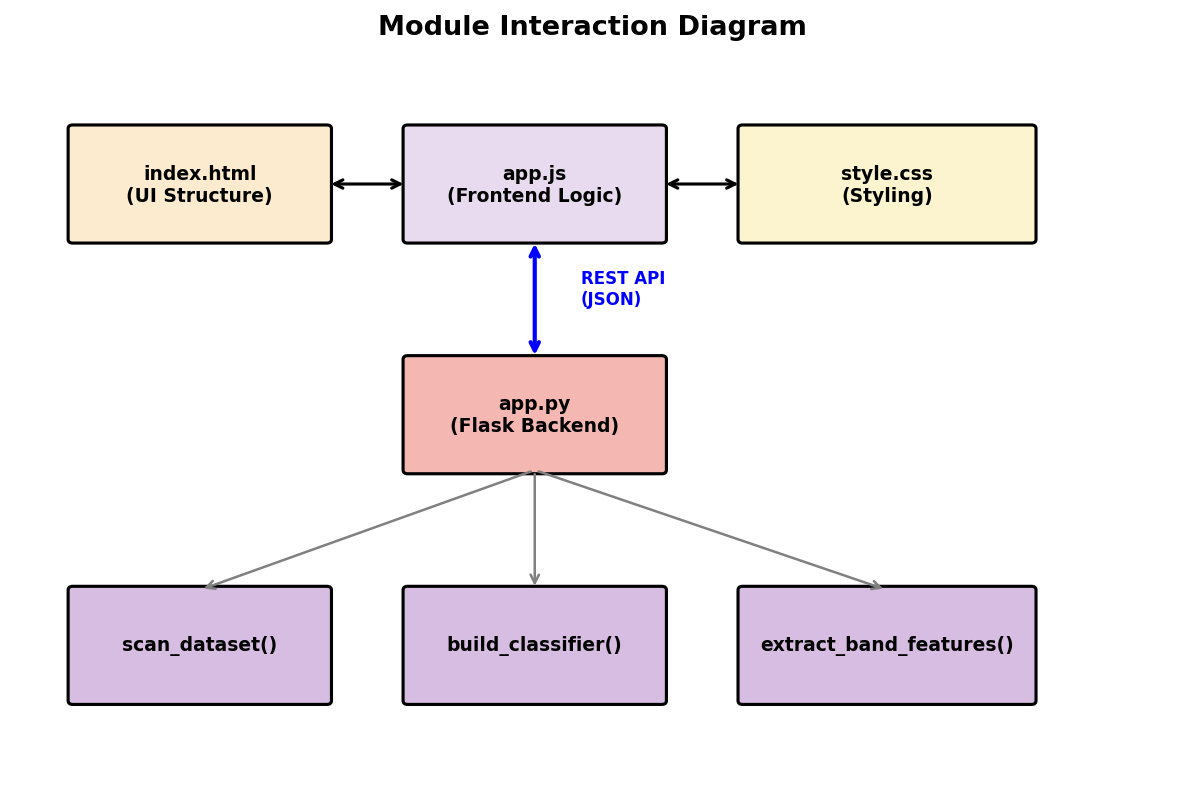 Module Interaction Diagram
index.html
(UI Structure)
app.js
(Frontend Logic)
style.css
(Styling)
REST API
(JSON)
app.py
(Flask Backend)
scan_dataset()
build_classifier()
extract_band_features()